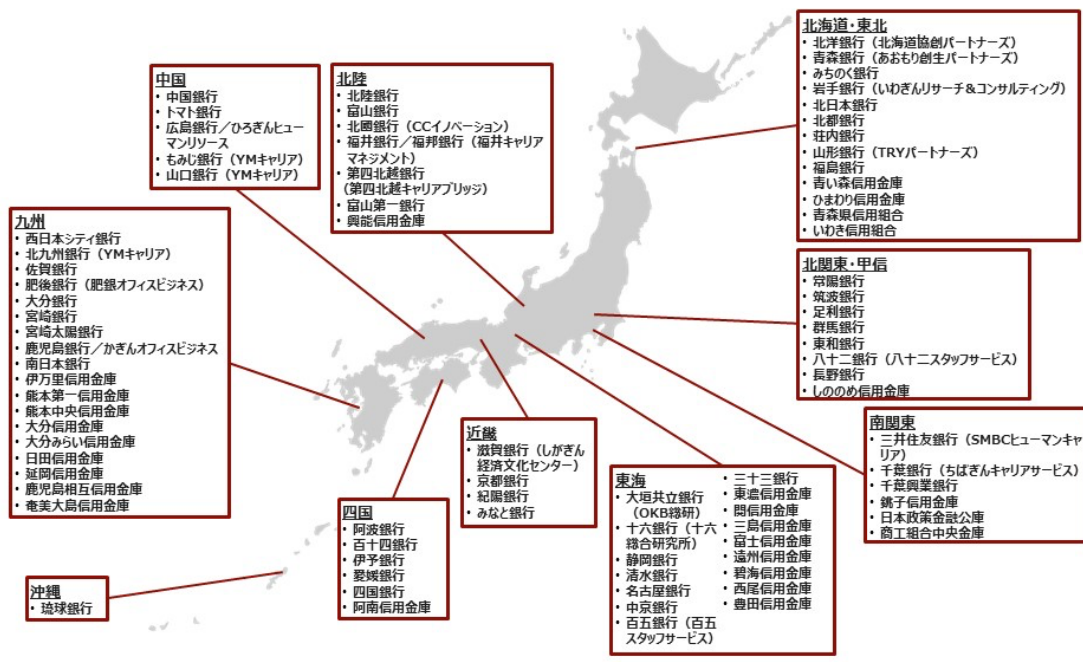 北海道・東北
・ 北洋銀行（北海道協創パートナーズ）
・ 青森銀行（あおもり創生パートナーズ）
・ みちのく銀行
・ 岩手銀行（いわぎんリサーチ＆コンサルティング）
・ 北日本銀行
・ 北都銀行
・ 荘内銀行
・ 山形銀行（TRYパートナーズ）
・ 福島銀行
・ 青い森信用金庫
・ ひまわり信用金庫
・ 青森県信用組合
・ いわき信用組合
中国
・ 中国銀行
・ トマト銀行
・ 広島銀行／ひろぎんヒュー
マンリソース
・ もみじ銀行（YMキャリア）
・ 山口銀行（YMキャリア）
北陸
・ 北陸銀行
・ 富山銀行
・ 北國銀行（CCイノベーション）
・ 福井銀行／福邦銀行（福井キャリア
マネジメント）
・ 第四北越銀行
（第四北越キャリアブリッジ）
・ 富山第一銀行
・ 興能信用金庫
九州
・ 西日本シティ銀行
・ 北九州銀行（YMキャリア）
・ 佐賀銀行
・ 肥後銀行（肥銀オフィスビジネス）
・ 大分銀行
・ 宮崎銀行
・ 宮崎太陽銀行
・ 鹿児島銀行／かぎんオフィスビジネス
・ 南日本銀行
・ 伊万里信用金庫
・ 熊本第一信用金庫
・ 熊本中央信用金庫
・ 大分信用金庫
・ 大分みらい信用金庫
・ 日田信用金庫
・ 延岡信用金庫
・ 鹿児島相互信用金庫
・ 奄美大島信用金庫
北関東・甲信
・ 常陽銀行
・ 筑波銀行
・ 足利銀行
・ 群馬銀行
・ 東和銀行
・ 八十二銀行（八十二スタッフサービス）
・ 長野銀行
・ しののめ信用金庫
南関東
・ 三井住友銀行（SMBCヒューマンキャ
リア）
・ 千葉銀行（ちばぎんキャリアサービス）
・ 千葉興業銀行
・ 銚子信用金庫
・ 日本政策金融公庫
・ 商工組合中央金庫
近畿
・ 滋賀銀行（しがぎん
経済文化センター）
・ 京都銀行
・ 紀陽銀行
・ みなと銀行
東海
・ 大垣共立銀行
（OKB総研）
・ 十六銀行（十六
総合研究所）
・ 静岡銀行
・ 清水銀行
・ 名古屋銀行
・ 中京銀行
・ 百五銀行（百五
スタッフサービス）
・ 三十三銀行
・ 東濃信用金庫
・ 関信用金庫
・ 三島信用金庫
・ 富士信用金庫
・ 遠州信用金庫
・ 碧海信用金庫
・ 西尾信用金庫
・ 豊田信用金庫
四国
・ 阿波銀行
・ 百十四銀行
・ 伊予銀行
・ 愛媛銀行
・ 四国銀行
・ 阿南信用金庫
沖縄
・ 琉球銀行